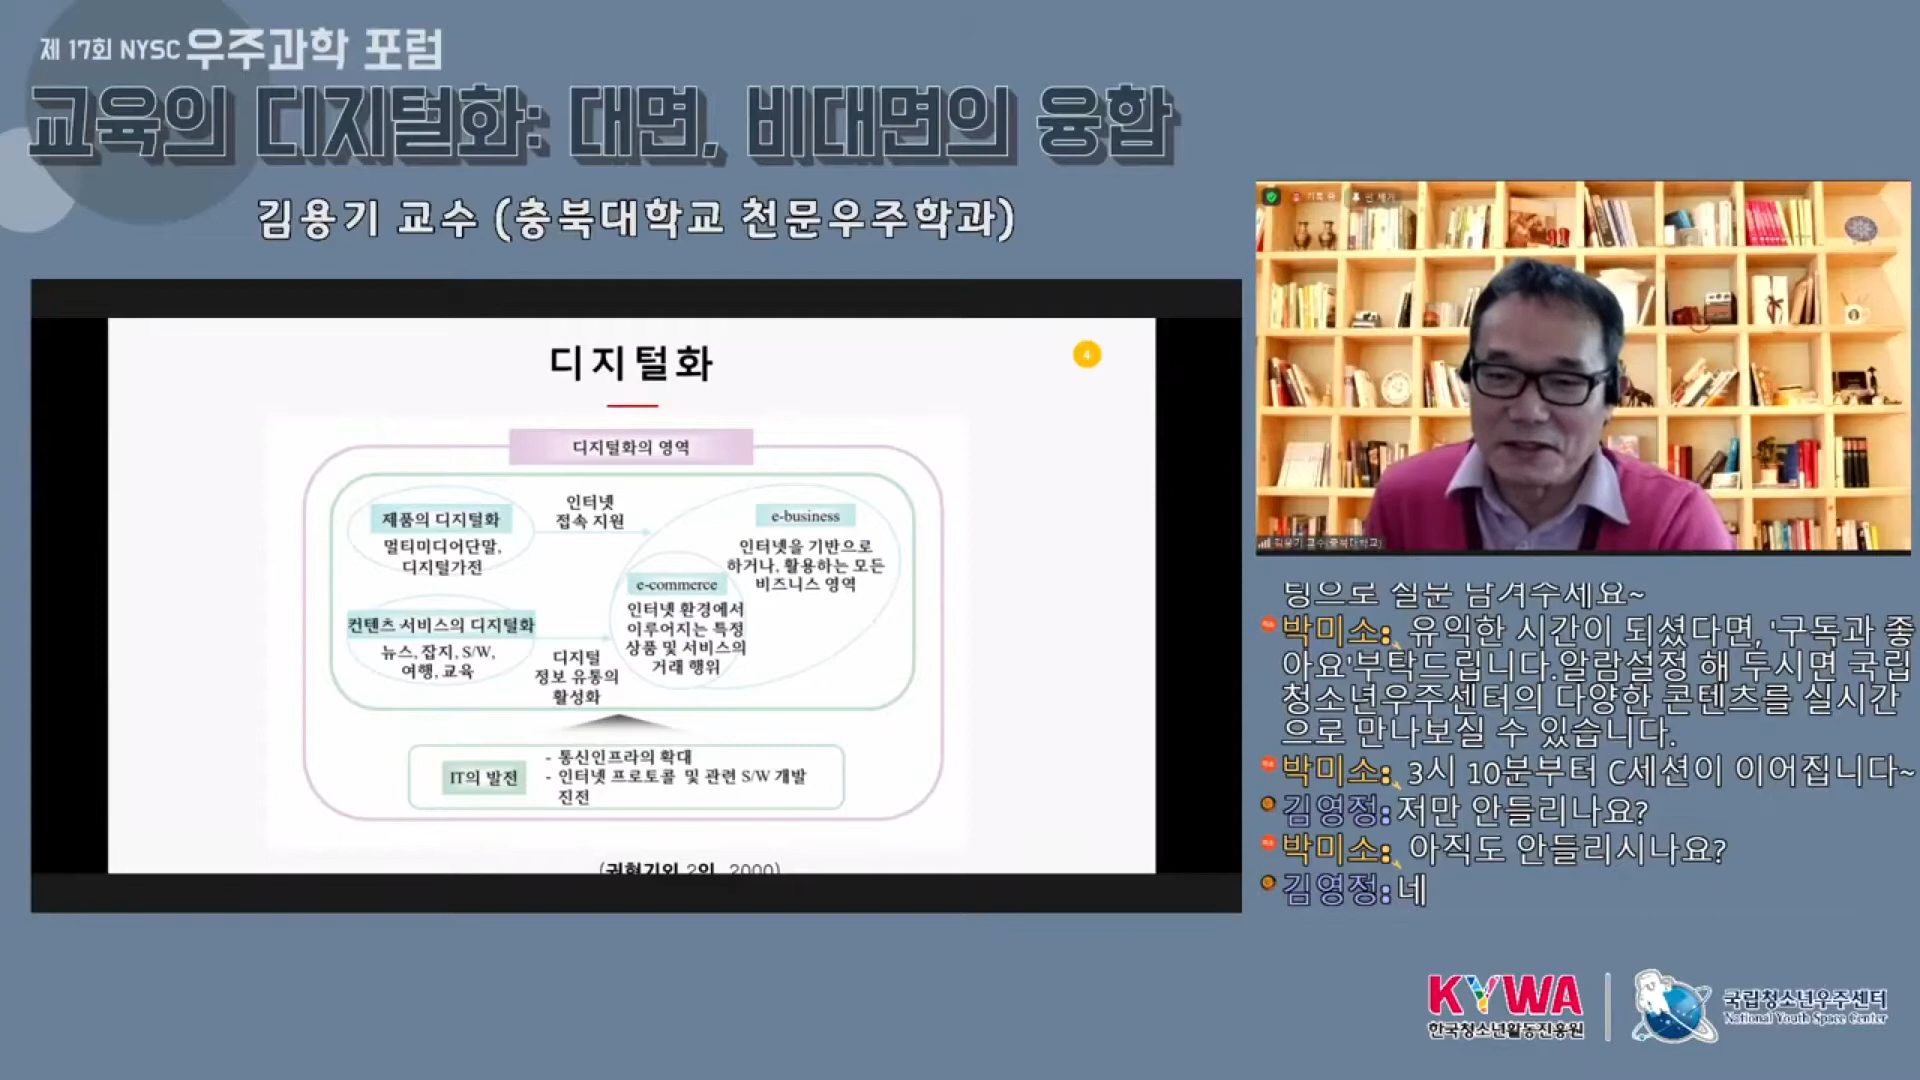 제 17회 NYSC 우주과학 포럼
교육의 디지털화: 대면, 비대면의 융합
김용기 교수 (충북대학교 천문우주학과)
디지털화
4
디지털화의 영역
제품의 디지털화
멀티미디어단말,
디지털가전
인터넷
접속 지원
e-business
인터넷을 기반으로
하거나, 활용하는 모든
비즈니스 영역
e-commerce
인터넷 환경에서
이루어지는 특정
상품 및 서비스의
거래 행위
컨텐츠 서비스의 디지털화
뉴스, 잡지, S/W,
여행, 교육
디지털
정보 유통의
활성화
IT의 발전
- 통신인프라의 확대
- 인터넷 프로토콜 및 관련 S/W 개발
진전
(권혁기외 2인, 2000)
김용기 교수(충북대학교)
팅으로 질문 남겨주세요~
박미소: 유익한 시간이 되셨다면, '구독과 좋
아요'부탁드립니다.알람설정 해 두시면 국립
청소년우주센터의 다양한 콘텐츠를 실시간
으로 만나보실 수 있습니다.
박미소: 3시 10분부터 C세션이 이어집니다~
김영정: 저만 안들리나요?
박미소: 아직도 안들리시나요?
김영정: 네
KYWA
한국청소년활동진흥원
국립청소년우주센터
National Youth Space Center